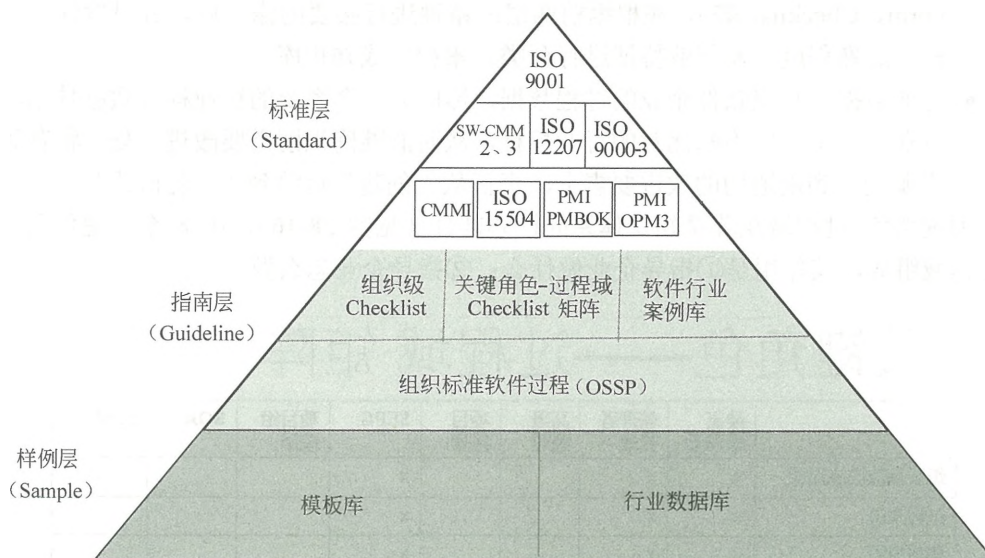 ISO
9001
标准层
(Standard)
SW-CMM
2、3
ISO
12207
ISO
9000-3
CMMI
ISO
15504
PMI
PMBOK
PMI
OPM3
指南层
(Guideline)
组织级
Checklist
关键角色-过程域
Checklist 矩阵
软件行业
案例库
组织标准软件过程(OSSP)
样例层
(Sample)
模板库
行业数据库